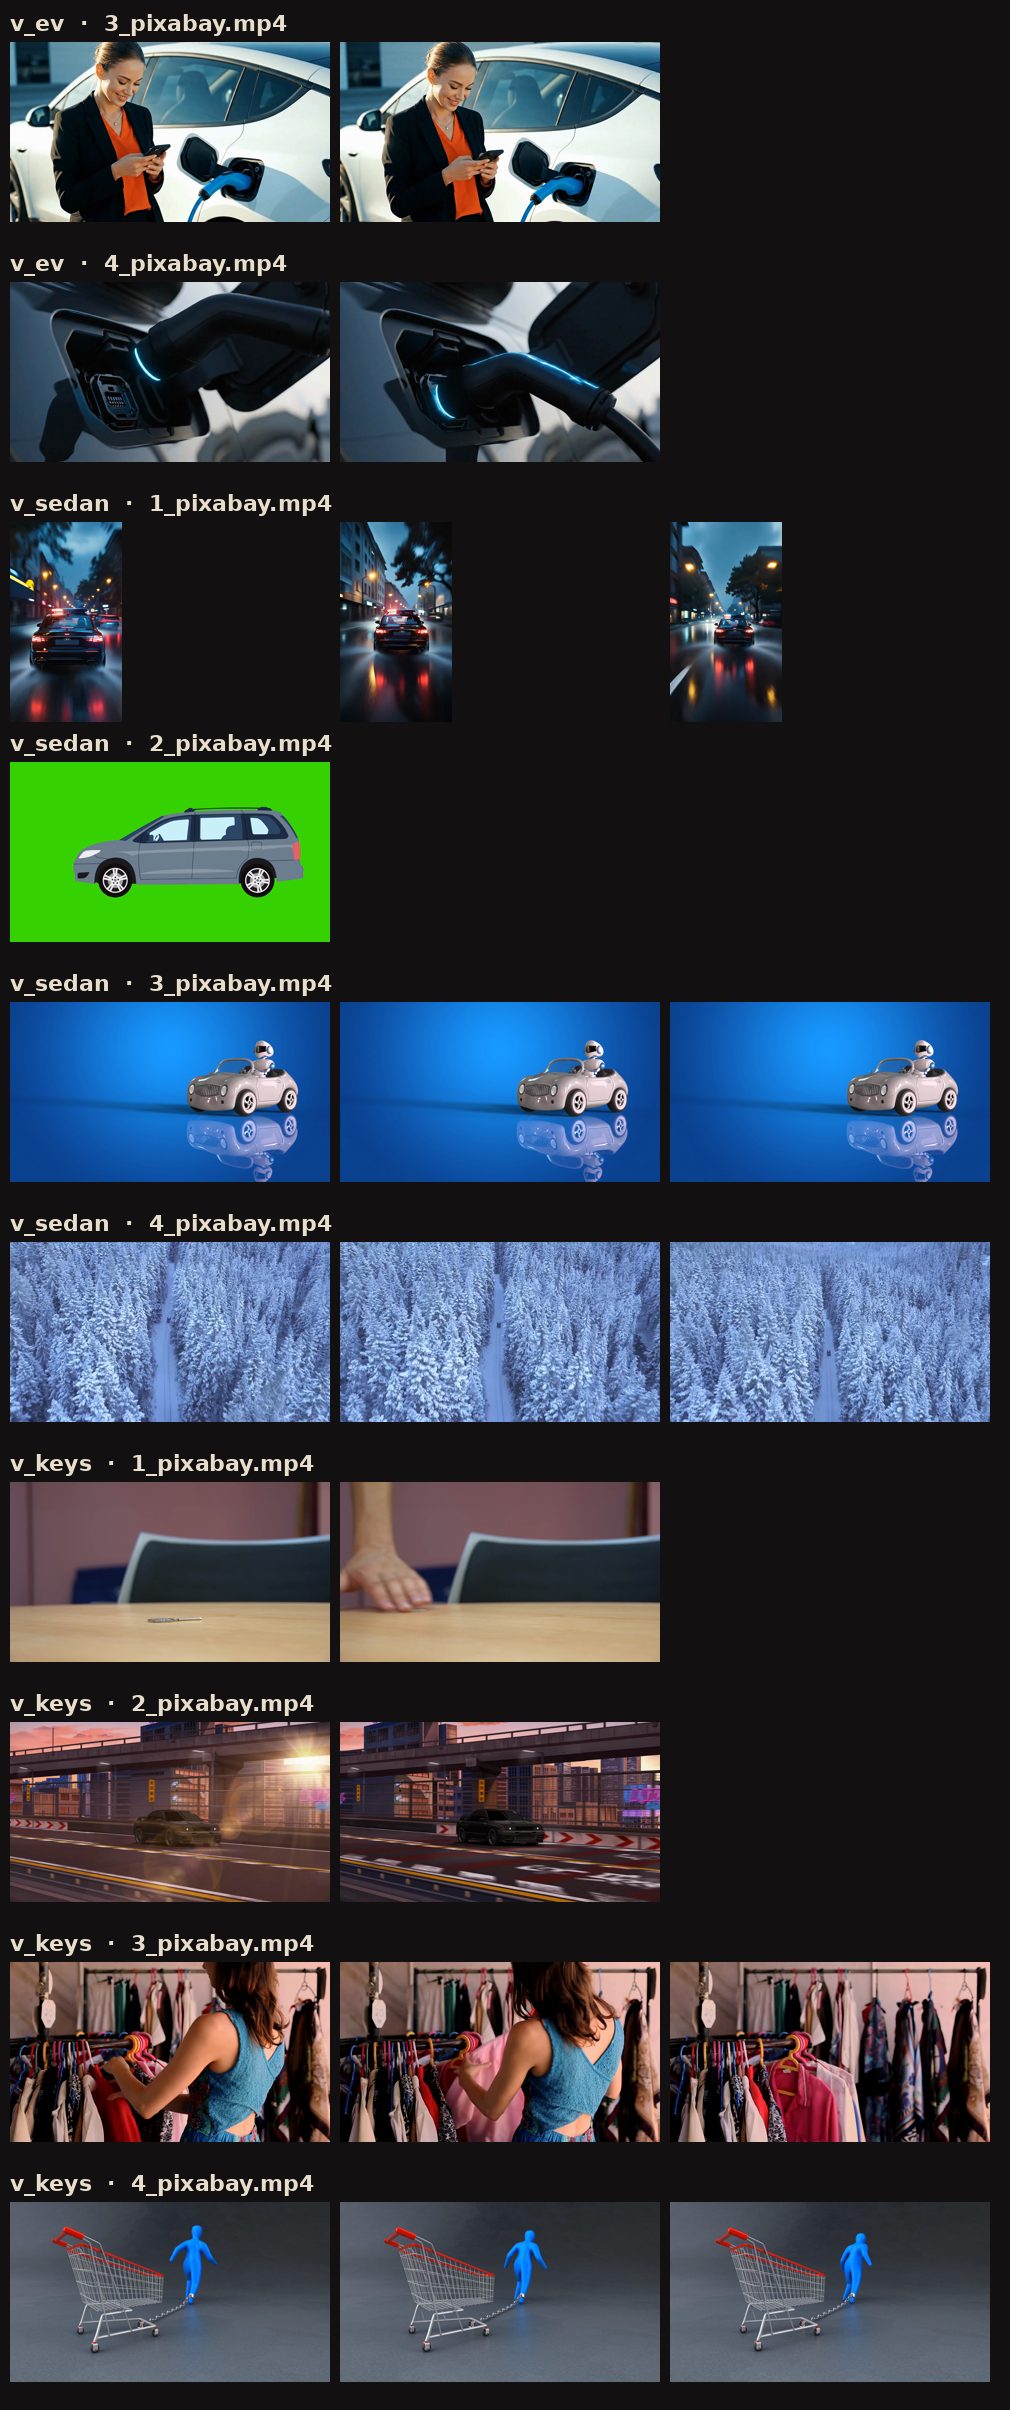 v_ev · 3_pixabay.mp4
v_ev · 4_pixabay.mp4
v_sedan · 1_pixabay.mp4
v_sedan · 2_pixabay.mp4
v_sedan · 3_pixabay.mp4
v_sedan · 4_pixabay.mp4
v_keys · 1_pixabay.mp4
v_keys · 2_pixabay.mp4
v_keys · 3_pixabay.mp4
v_keys · 4_pixabay.mp4